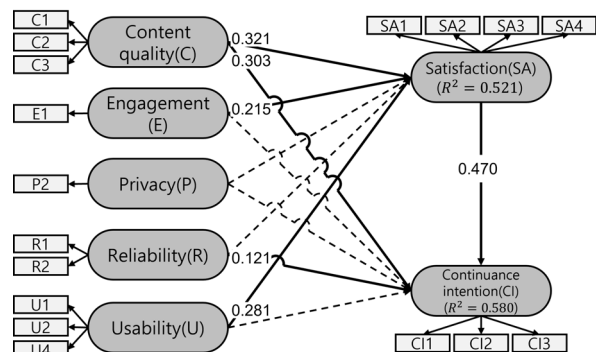 C1
C2
C3
Content
quality(C)
0.321
0.303
E1
Engagement
(E)
0.215
P2
Privacy(P)
R1
R2
Reliability(R)
0.121
U1
U2
U4
Usability(U)
0.281
SA1
SA2
SA3
SA4
Satisfaction(SA)
(R² = 0.521)
0.470
Continuance
intention(CI)
(R² = 0.580)
CI1
CI2
CI3